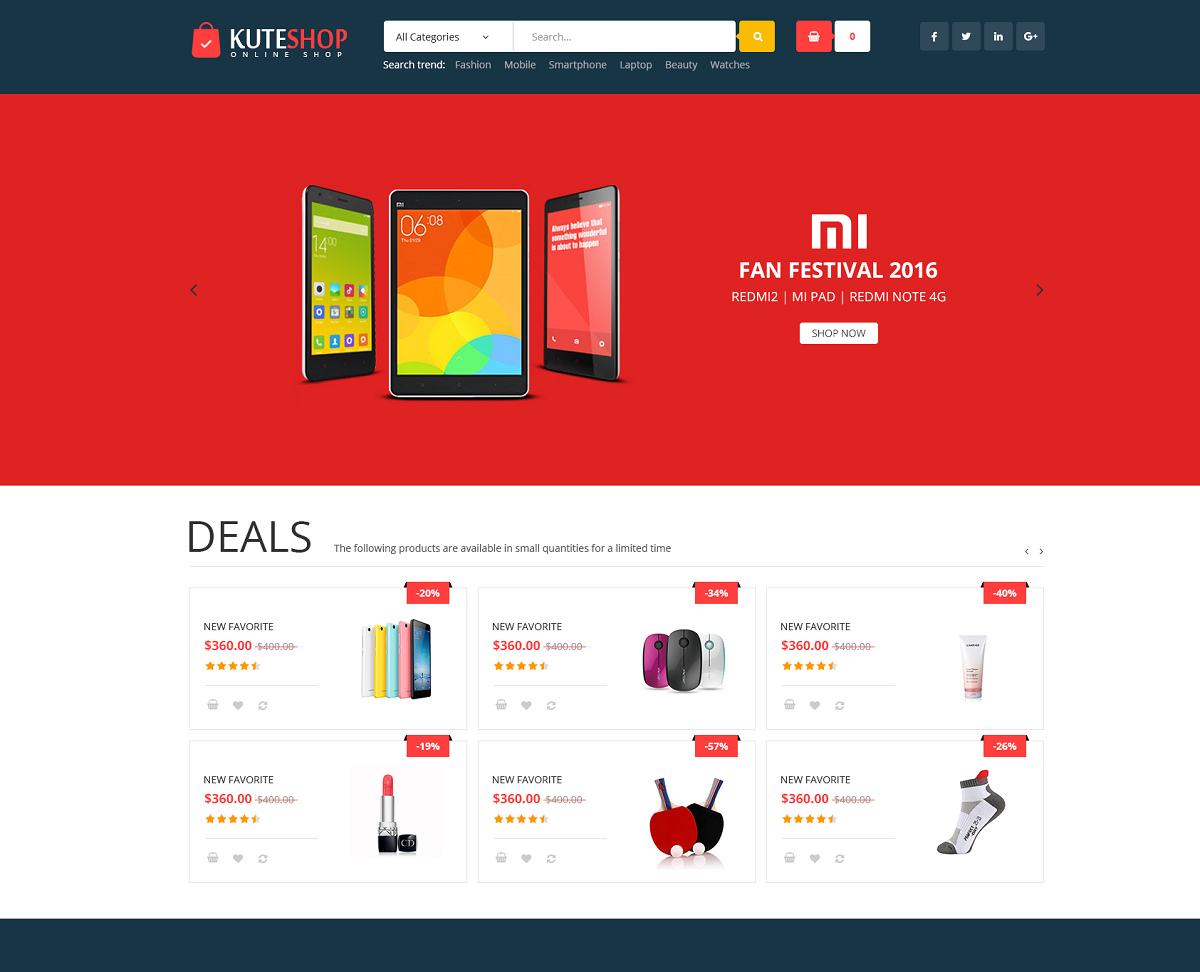 KUTESHOP
ONLINE SHOP
All Categories
Search...
0
Search trend: Fashion Mobile Smartphone Laptop Beauty Watches
06:08
14:00
Always believe that
something wonderful
is about to happen
MI
FAN FESTIVAL 2016
REDMI2 | MI PAD | REDMI NOTE 4G
SHOP NOW
DEALS
The following products are available in small quantities for a limited time
-20%
NEW FAVORITE
$360.00 $400.00
-34%
NEW FAVORITE
$360.00 $400.00
-40%
NEW FAVORITE
$360.00 $400.00
-19%
NEW FAVORITE
$360.00 $400.00
CD
-57%
NEW FAVORITE
$360.00 $400.00
-26%
NEW FAVORITE
$360.00 $400.00